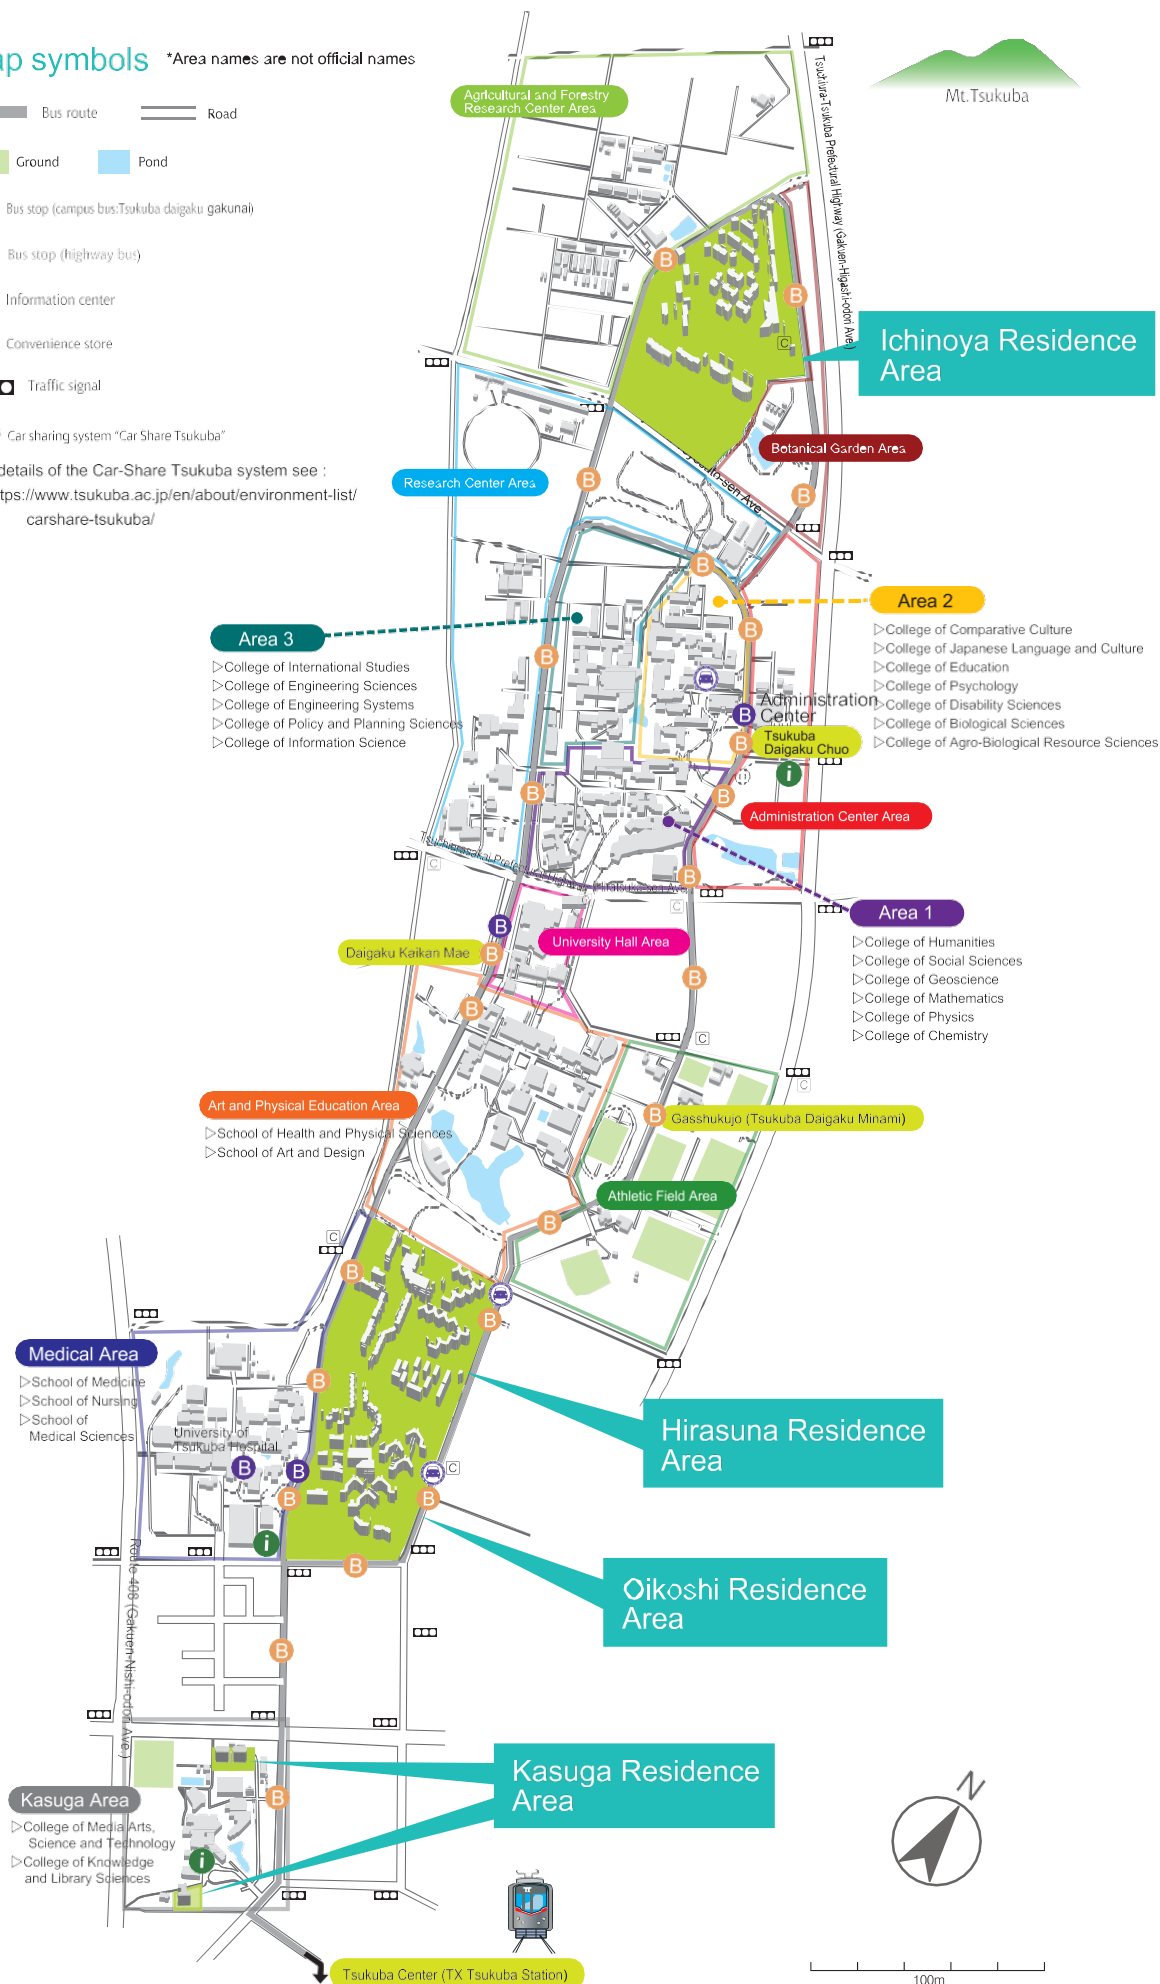 ap symbols *Area names are not official names
Bus route
Road
Ground
Pond
Bus stop (campus bus:Tsukuba daigaku gakunai)
Bus stop (highway bus)
Information center
Convenience store
Traffic signal
Car sharing system "Car Share Tsukuba"
details of the Car-Share Tsukuba system see :
tps://www.tsukuba.ac.jp/en/about/environment-list/
carshare-tsukuba/
Mt.Tsukuba
Tsuchiura-Tsukuba Prefectural Highway (Gakuen-Higashi-odori Ave.)
Agricultural and Forestry
Research Center Area
Ichinoya Residence
Area
Botanical Garden Area
Research Center Area
Ave.
Area 2
▷College of Comparative Culture
▷College of Japanese Language and Culture
▷College of Education
▷College of Psychology
▷College of Disability Sciences
▷College of Biological Sciences
▷College of Agro-Biological Resource Sciences
Area 3
▷College of International Studies
▷College of Engineering Sciences
▷College of Engineering Systems
▷College of Policy and Planning Sciences
▷College of Information Science
Administration
Center
Tsukuba
Daigaku Chuo
Administration Center Area
Tsuchiurasakai Prefectural Highway (Hiratsuka-sen Ave.)
Area 1
▷College of Humanities
▷College of Social Sciences
▷College of Geoscience
▷College of Mathematics
▷College of Physics
▷College of Chemistry
University Hall Area
Daigaku Kaikan Mae
Art and Physical Education Area
▷School of Health and Physical Sciences
▷School of Art and Design
Gasshukujo (Tsukuba Daigaku Minami)
Athletic Field Area
Medical Area
▷School of Medicine
▷School of Nursing
▷School of
Medical Sciences
University of
Tsukuba Hospital
Hirasuna Residence
Area
Oikoshi Residence
Area
Route 408 (Gakuen-Nishi-odori Ave.)
Kasuga Residence
Area
Kasuga Area
▷College of Media Arts,
Science and Technology
▷College of Knowledge
and Library Sciences
N
Tsukuba Center (TX Tsukuba Station)
100m